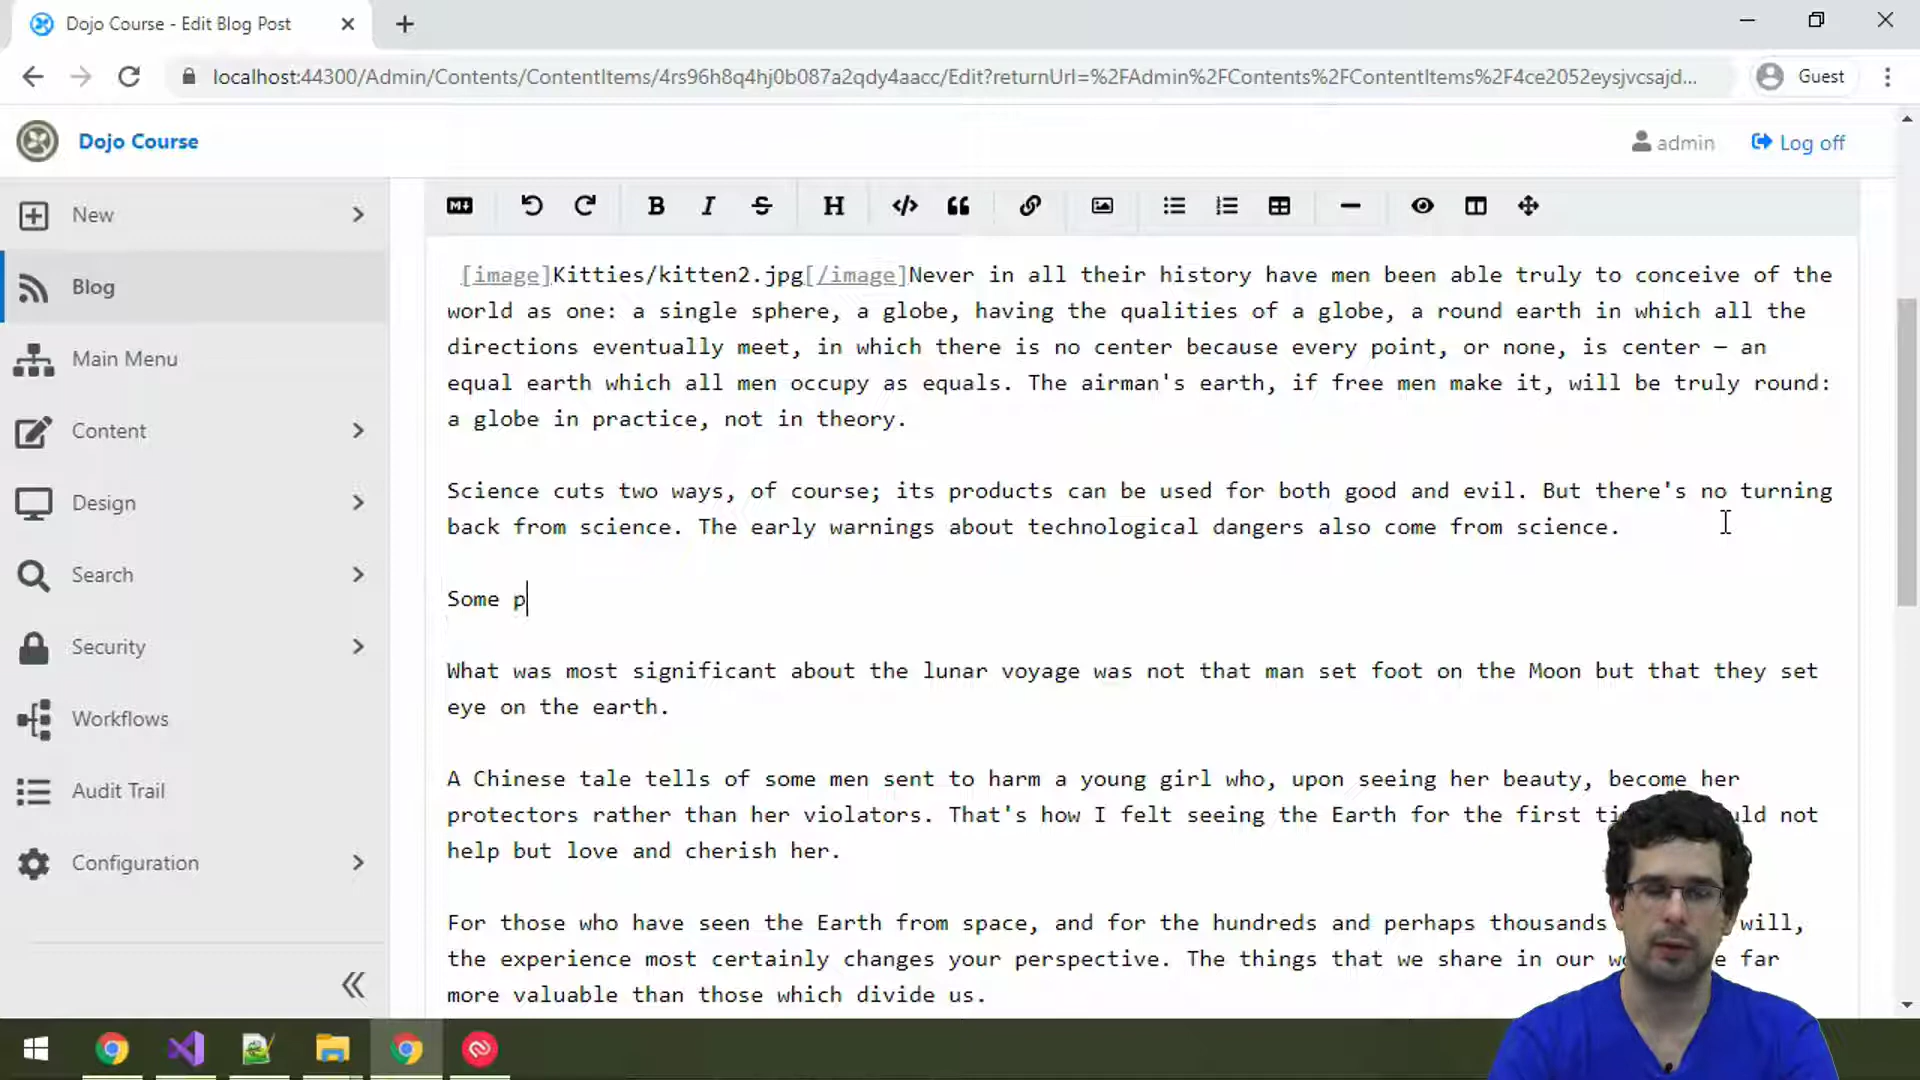 Dojo Course - Edit Blog Post
localhost:44300/Admin/Contents/ContentItems/4rs96h8q4hj0b087a2qdy4aacc/Edit?returnUrl=%2FAdmin%2FContents%2FContentItems%2F4ce2052eysjvcsajd...
Guest
Dojo Course
admin
Log off
New
Blog
Main Menu
Content
Design
Search
Security
Workflows
Audit Trail
Configuration
[image]Kitties/kitten2.jpg[/image]Never in all their history have men been able truly to conceive of the
world as one: a single sphere, a globe, having the qualities of a globe, a round earth in which all the
directions eventually meet, in which there is no center because every point, or none, is center — an
equal earth which all men occupy as equals. The airman's earth, if free men make it, will be truly round:
a globe in practice, not in theory.
Science cuts two ways, of course; its products can be used for both good and evil. But there's no turning
back from science. The early warnings about technological dangers also come from science.
Some p
What was most significant about the lunar voyage was not that man set foot on the Moon but that they set
eye on the earth.
A Chinese tale tells of some men sent to harm a young girl who, upon seeing her beauty, become her
protectors rather than her violators. That's how I felt seeing the Earth for the first not
help but love and cherish her.
For those who have seen the Earth from space, and for the hundreds and perhaps thousands will,
the experience most certainly changes your perspective. The things that we share in our far
more valuable than those which divide us.